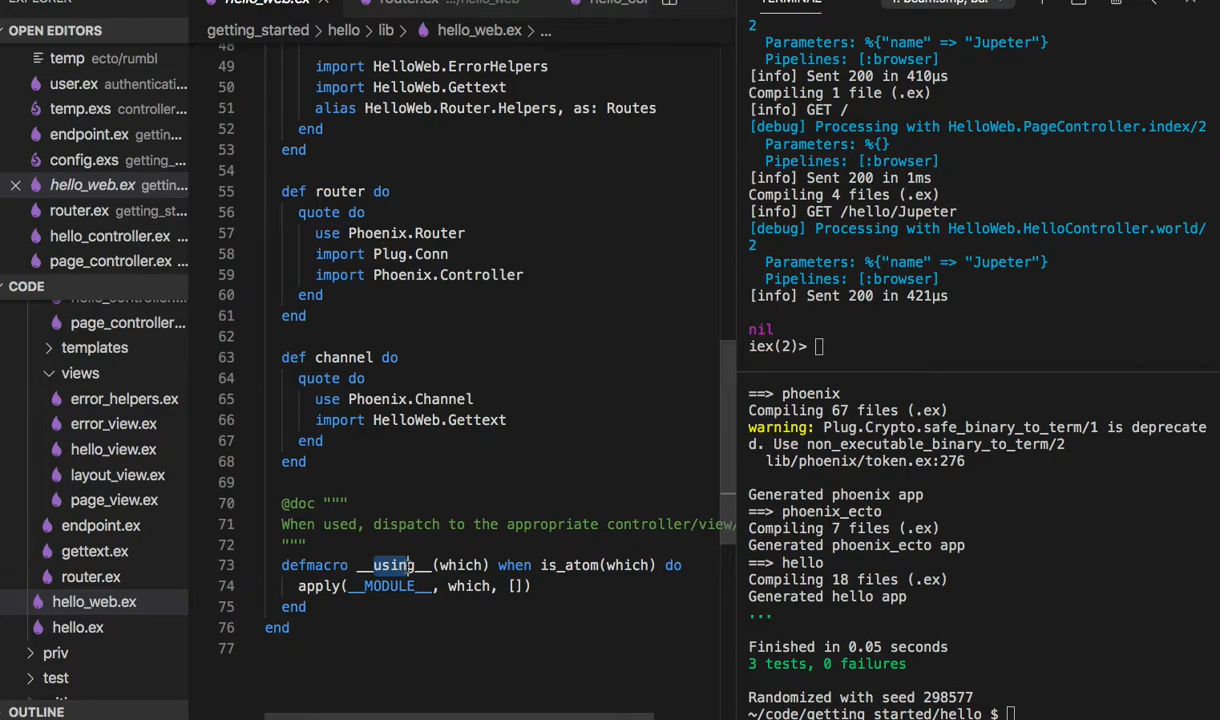 EXPLORER
OPEN EDITORS
temp ecto/rumbl
user.ex authenticati...
temp.exs controller...
endpoint.ex gettin...
config.exs getting_...
hello_web.ex gettin...
router.ex getting_st...
hello_controller.ex ...
page_controller.ex ...
CODE
hello_controller...
page_controller...
templates
views
error_helpers.ex
error_view.ex
hello_view.ex
layout_view.ex
page_view.ex
endpoint.ex
gettext.ex
router.ex
hello_web.ex
hello.ex
priv
test
OUTLINE
hello_web.ex router.ex .../hello_web
getting_started › hello › lib › hello_web.ex › ...
48
49 import HelloWeb.ErrorHelpers
50 import HelloWeb.Gettext
51 alias HelloWeb.Router.Helpers, as: Routes
52 end
53 end
54
55 def router do
56 quote do
57 use Phoenix.Router
58 import Plug.Conn
59 import Phoenix.Controller
60 end
61 end
62
63 def channel do
64 quote do
65 use Phoenix.Channel
66 import HelloWeb.Gettext
67 end
68 end
69
70 @doc """
71 When used, dispatch to the appropriate controller/view/
72 """
73 defmacro __using__(which) when is_atom(which) do
74 apply(__MODULE__, which, [])
75 end
76 end
77
TERMINAL 1: beam.smp, ba
2
Parameters: %{"name" => "Jupeter"}
Pipelines: [:browser]
[info] Sent 200 in 410µs
Compiling 1 file (.ex)
[info] GET /
[debug] Processing with HelloWeb.PageController.index/2
Parameters: %{}
Pipelines: [:browser]
[info] Sent 200 in 1ms
Compiling 4 files (.ex)
[info] GET /hello/Jupeter
[debug] Processing with HelloWeb.HelloController.world/
2
Parameters: %{"name" => "Jupeter"}
Pipelines: [:browser]
[info] Sent 200 in 421µs
nil
iex(2)>
==> phoenix
Compiling 67 files (.ex)
warning: Plug.Crypto.safe_binary_to_term/1 is deprecate
d. Use non_executable_binary_to_term/2
lib/phoenix/token.ex:276
Generated phoenix app
==> phoenix_ecto
Compiling 7 files (.ex)
Generated phoenix_ecto app
==> hello
Compiling 18 files (.ex)
Generated hello app
...
Finished in 0.05 seconds
3 tests, 0 failures
Randomized with seed 298577
~/code/getting_started/hello $